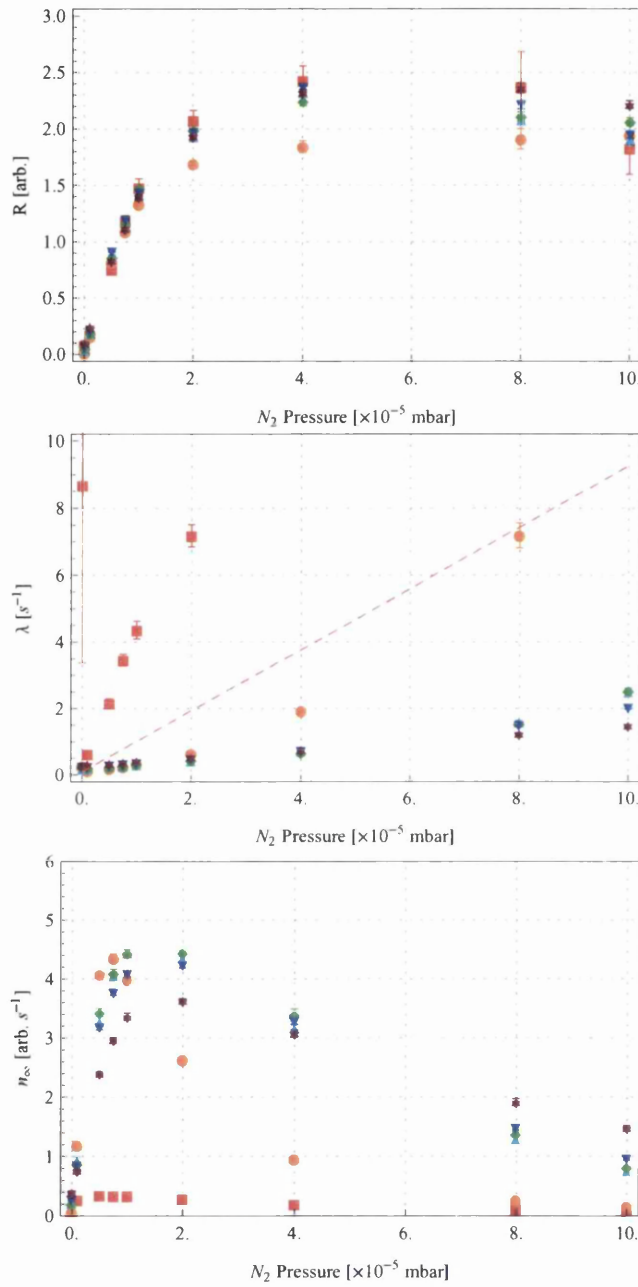 3.0
2.5
2.0
1.5
1.0
0.5
0.0
R [arb.]
0. 2. 4. 6. 8. 10.
N₂ Pressure [×10⁻⁵ mbar]
10
8
6
4
2
0
λ [s⁻¹]
0. 2. 4. 6. 8. 10.
N₂ Pressure [×10⁻⁵ mbar]
6
5
4
3
2
1
0
n∞ [arb. s⁻¹]
0. 2. 4. 6. 8. 10.
N₂ Pressure [×10⁻⁵ mbar]